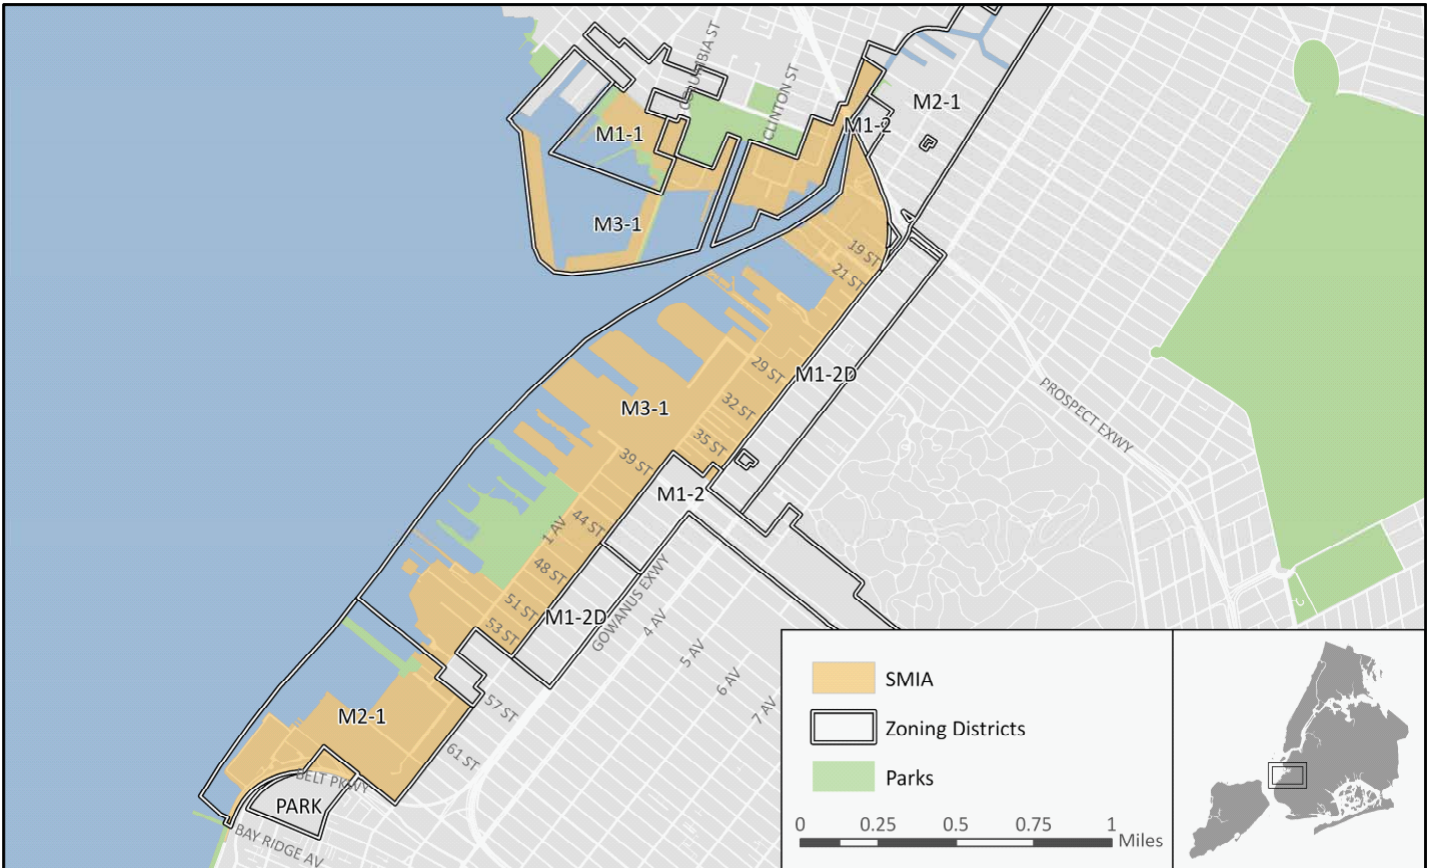 COLUMBIA ST
CLINTON ST
M2-1
M1-2
M1-1
M3-1
19 ST
21 ST
29 ST
M1-2D
32 ST
M3-1
35 ST
39 ST
PROSPECT EXWY
M1-2
44 ST
1 AV
48 ST
51 ST
M1-2D
53 ST
GOWANUS EXWY
4 AV
5 AV
6 AV
7 AV
57 ST
M2-1
61 ST
BELT PKWY
PARK
BAY RIDGE AV
SMIA
Zoning Districts
Parks
0 0.25 0.5 0.75 1
Miles